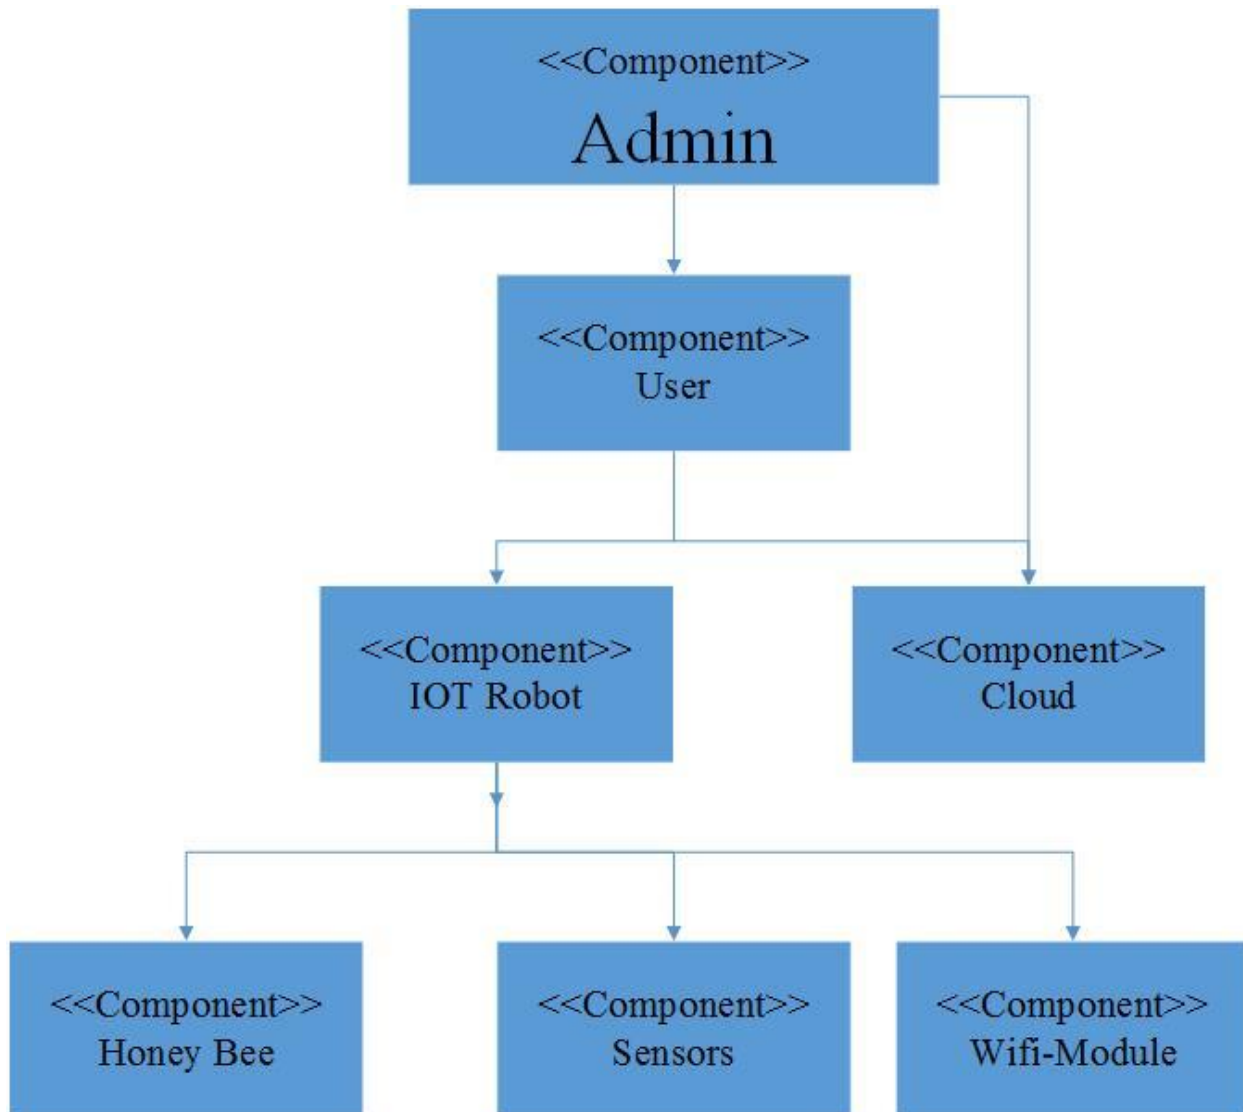 <<Component>>
Admin
<<Component>>
User
<<Component>>
IOT Robot
<<Component>>
Cloud
<<Component>>
Honey Bee
<<Component>>
Sensors
<<Component>>
Wifi-Module